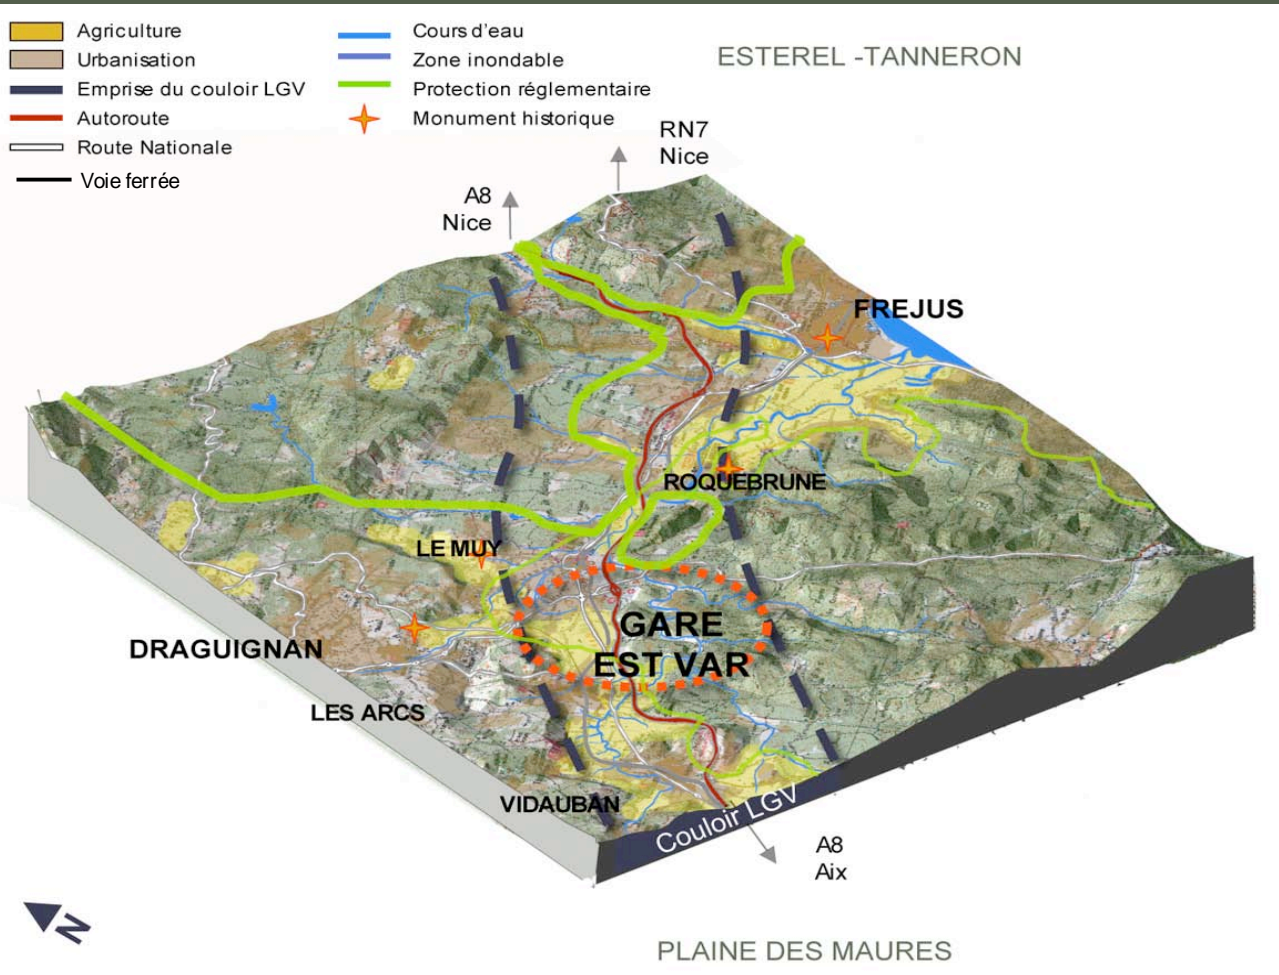 Agriculture
Urbanisation
Emprise du couloir LGV
Autoroute
Route Nationale
Voie ferrée
Cours d'eau
Zone inondable
Protection réglementaire
Monument historique
ESTEREL -TANNERON
RN7
Nice
A8
Nice
FREJUS
ROQUEBRUNE
LE MUY
GARE
EST VAR
DRAGUIGNAN
LES ARCS
VIDAUBAN
Couloir LGV
A8
Aix
N
PLAINE DES MAURES